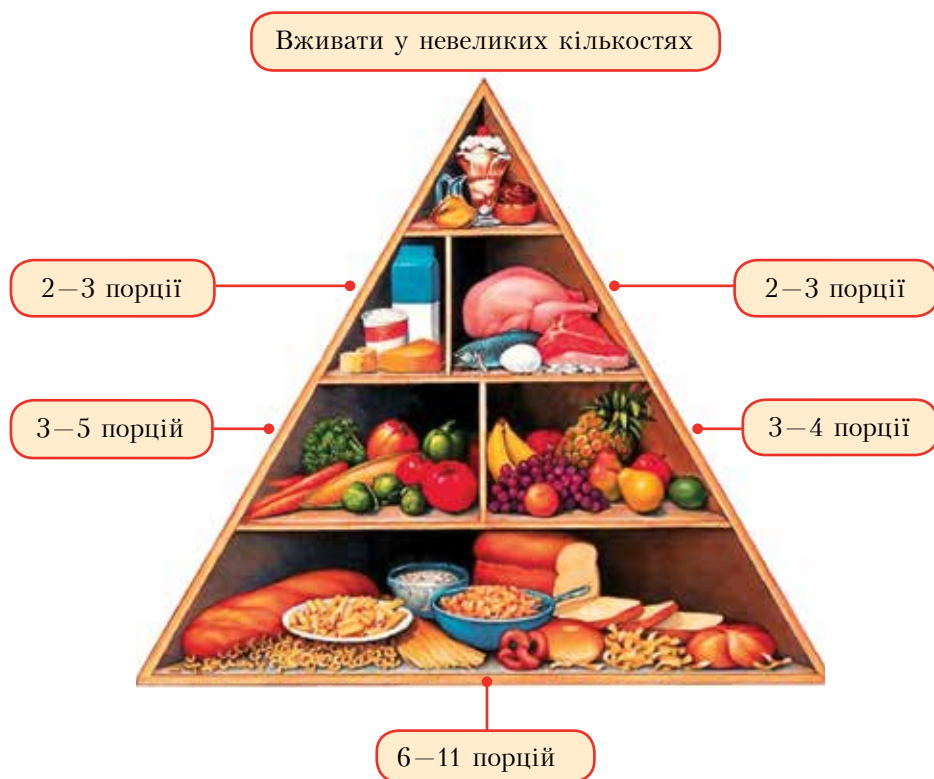 Вживати у невеликих кількостях
2–3 порції
2–3 порції
3–5 порцій
3–4 порції
6–11 порцій